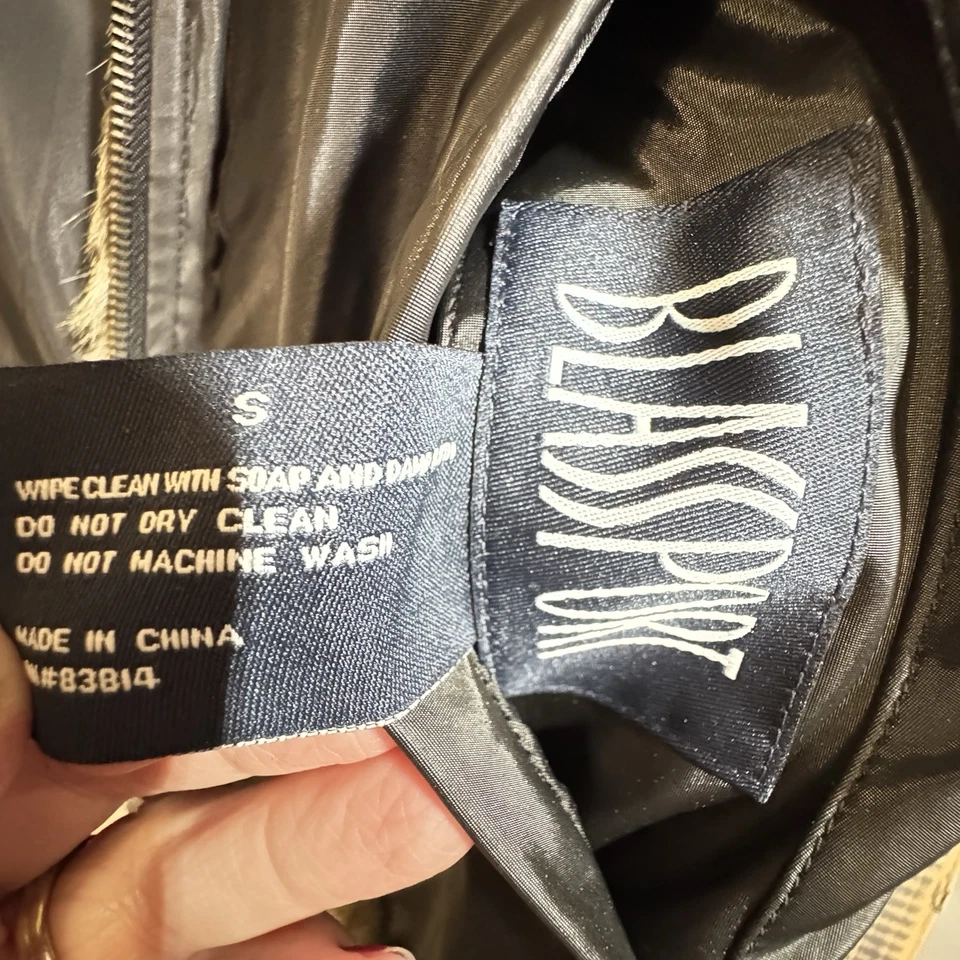 S
WIPE CLEAN WITH SOAP AND DAMP
DO NOT DRY CLEAN
DO NOT MACHINE WASH
MADE IN CHINA
RN#83814
BLASSPORT